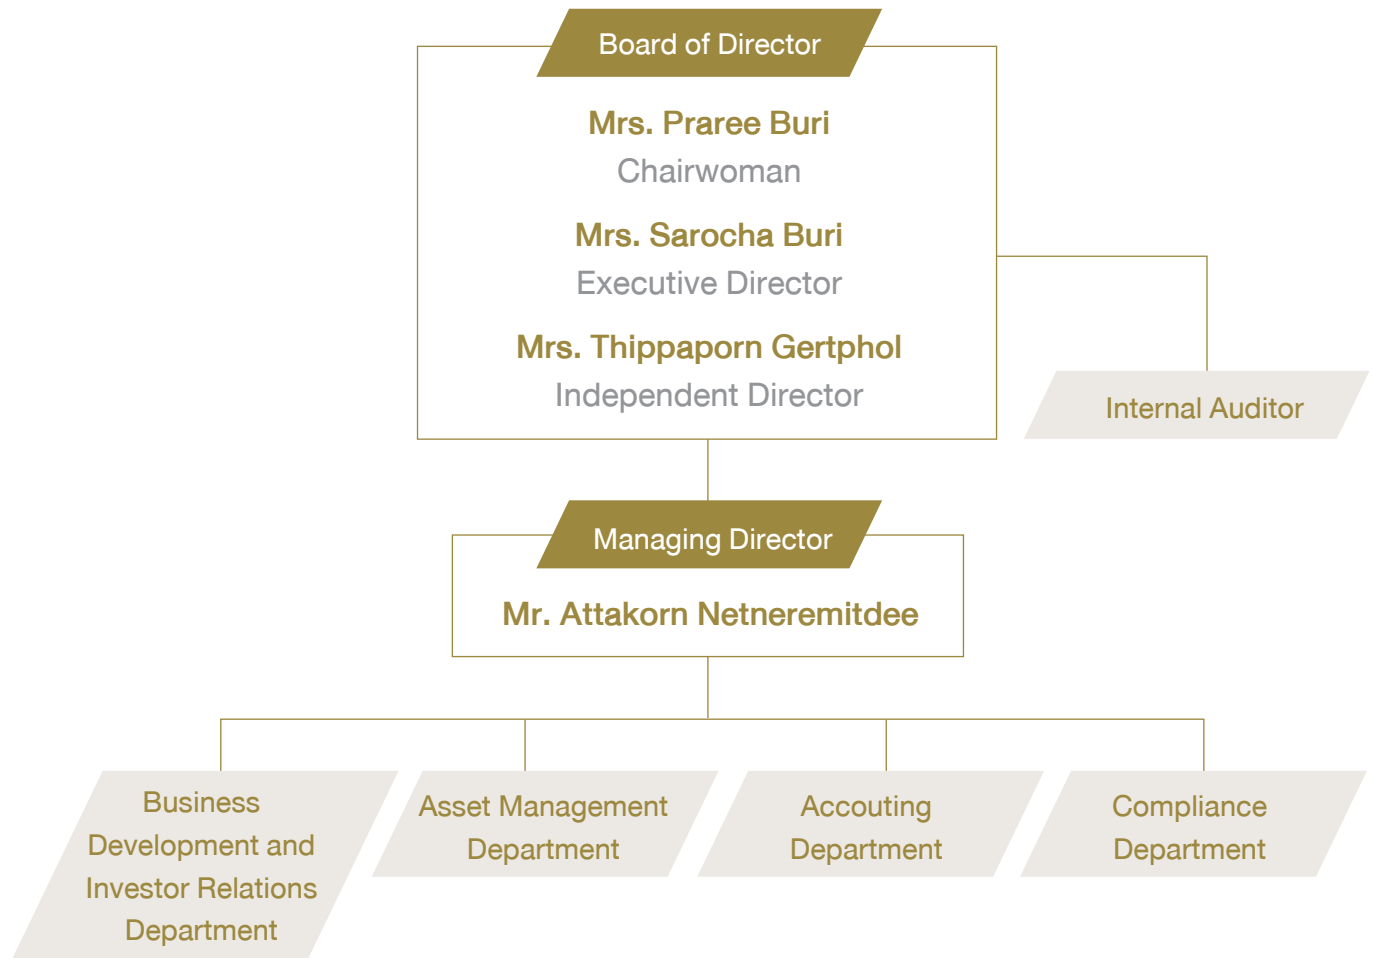 Board of Director
Mrs. Praree Buri
Chairwoman
Mrs. Sarocha Buri
Executive Director
Mrs. Thippaporn Gertphol
Independent Director
Internal Auditor
Managing Director
Mr. Attakorn Netneremitdee
Business
Development and
Investor Relations
Department
Asset Management
Department
Accouting
Department
Compliance
Department